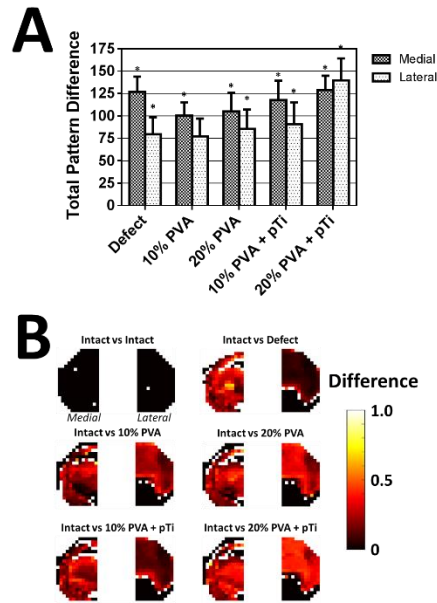 A
Total Pattern Difference
175
150
125
100
75
50
25
0
* * * * * * * * *
Medial
Lateral
Defect
10% PVA
20% PVA
10% PVA + pTi
20% PVA + pTi
B
Intact vs Intact
Intact vs Defect
Medial
Lateral
Difference
Intact vs 10% PVA
Intact vs 20% PVA
1.0
0
Intact vs 10% PVA + pTi
Intact vs 20% PVA + pTi